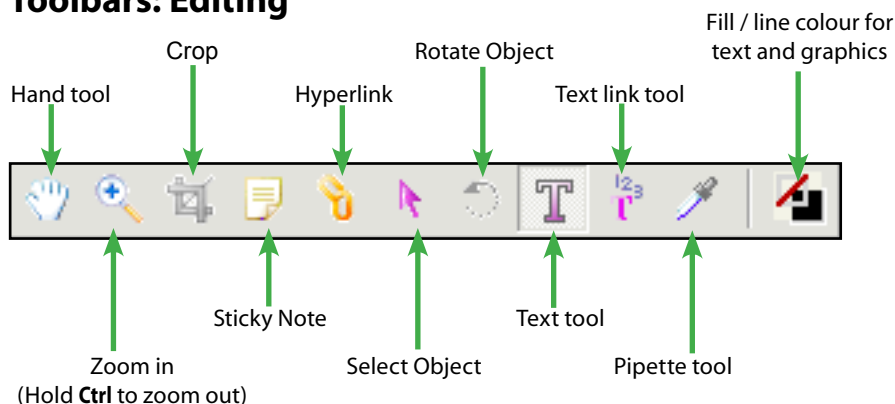 Toolbars: Editing
Fill / line colour for
text and graphics
Crop
Rotate Object
Hand tool
Hyperlink
Text link tool
123
T
T
Sticky Note
Text tool
Zoom in
(Hold Ctrl to zoom out)
Select Object
Pipette tool